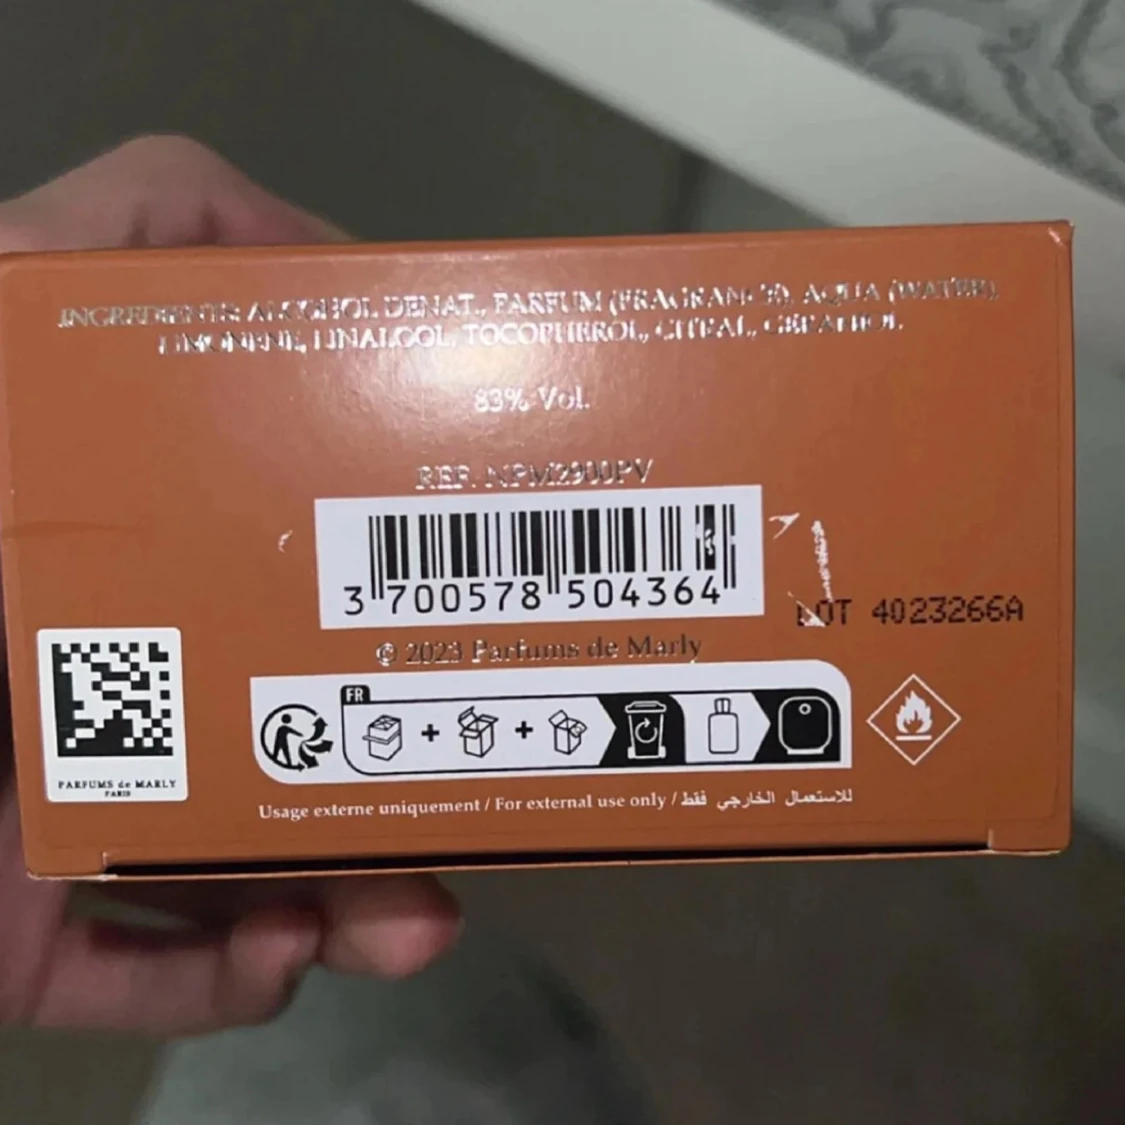 INGREDIENTS: ALCOHOL DENAT., PARFUM (FRAGRANCE), AQUA (WATER),
LIMONENE, LINALOOL, TOCOPHEROL, CITRAL, GERANIOL.
83% Vol.
REF. NPM2900PV
3 700578 504364
LOT 4023266A
© 2023 Parfums de Marly
FR
PARFUMS de MARLY
PARIS
Usage externe uniquement / For external use only / للاستعمال الخارجي فقط